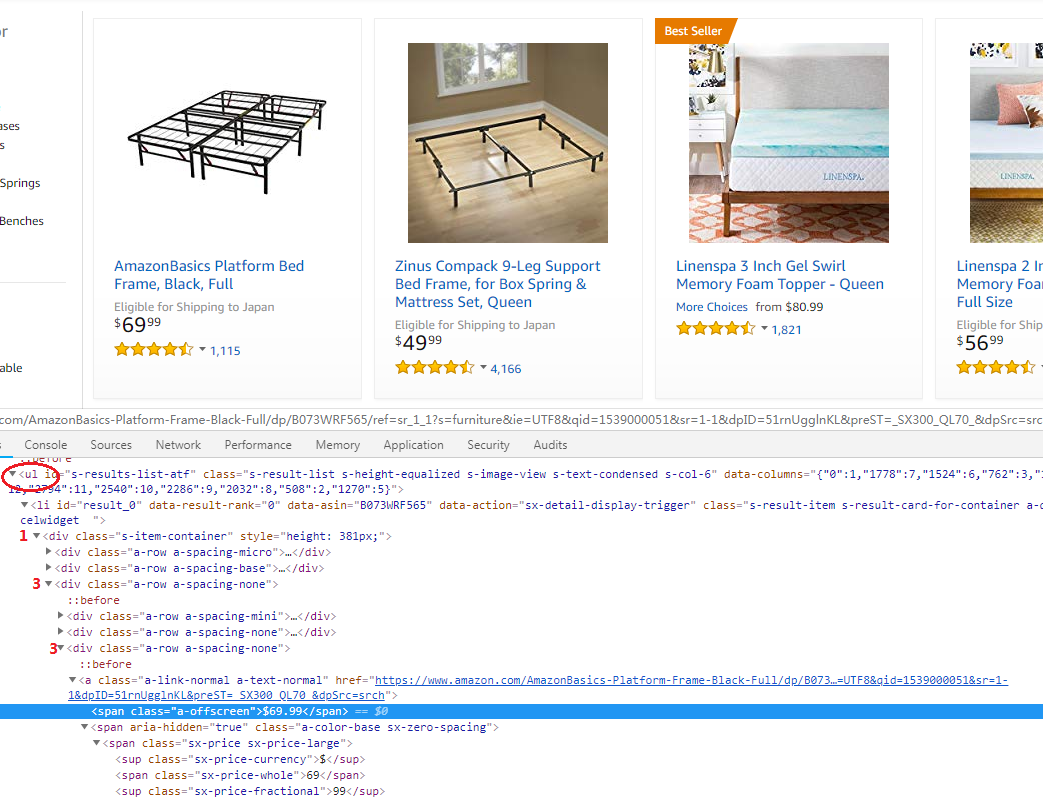 or
Best Seller
ases
s
Springs
Benches
able
LINENSPA.
LINENSPA.
AmazonBasics Platform Bed
Frame, Black, Full
Eligible for Shipping to Japan
$69 99
1,115
Zinus Compack 9-Leg Support
Bed Frame, for Box Spring &
Mattress Set, Queen
Eligible for Shipping to Japan
$49 99
4,166
Linenspa 3 Inch Gel Swirl
Memory Foam Topper - Queen
More Choices from $80.99
1,821
Linenspa 2 In
Memory Foa
Full Size
Eligible for Ship
$56 99
com/AmazonBasics-Platform-Frame-Black-Full/dp/B073WRF565/ref=sr_1_1?s=furniture&ie=UTF8&qid=1539000051&sr=1-1&dpID=51rnUgglnKL&preST=_SX300_QL70_&dpSrc=srch
s Console Sources Network Performance Memory Application Security Audits
::before
<ul id="s-results-list-atf" class="s-result-list s-height-equalized s-image-view s-text-condensed s-col-6" data-columns="{"0":1,"1778":7,"1524":6,"762":3,"1
12,"2794":11,"2540":10,"2286":9,"2032":8,"508":2,"1270":5}">
<li id="result_0" data-result-rank="0" data-asin="B073WRF565" data-action="sx-detail-display-trigger" class="s-result-item s-result-card-for-container a-d
celwidget ">
1 <div class="s-item-container" style="height: 381px;">
<div class="a-row a-spacing-micro">…</div>
<div class="a-row a-spacing-base">…</div>
3 <div class="a-row a-spacing-none">
::before
<div class="a-row a-spacing-mini">…</div>
<div class="a-row a-spacing-none">…</div>
3 <div class="a-row a-spacing-none">
::before
<a class="a-link-normal a-text-normal" href="https://www.amazon.com/AmazonBasics-Platform-Frame-Black-Full/dp/B073…=UTF8&qid=1539000051&sr=1-
1&dpID=51rnUgglnKL&preST=_SX300_QL70_&dpSrc=srch">
<span class="a-offscreen">$69.99</span> == $0
<span aria-hidden="true" class="a-color-base sx-zero-spacing">
<span class="sx-price sx-price-large">
<sup class="sx-price-currency">$</sup>
<span class="sx-price-whole">69</span>
<sup class="sx-price-fractional">99</sup>